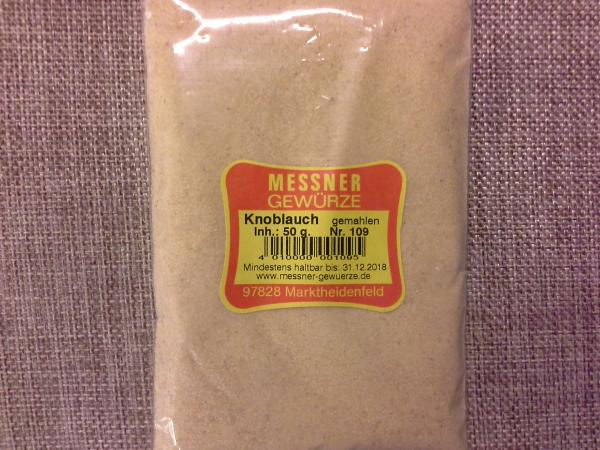 MESSNER
GEWÜRZE
Knoblauch gemahlen
Inh.: 50 g. Nr. 109
4 010000 001095
Mindestens haltbar bis: 31.12.2018
www.messner-gewuerze.de
97828 Marktheidenfeld